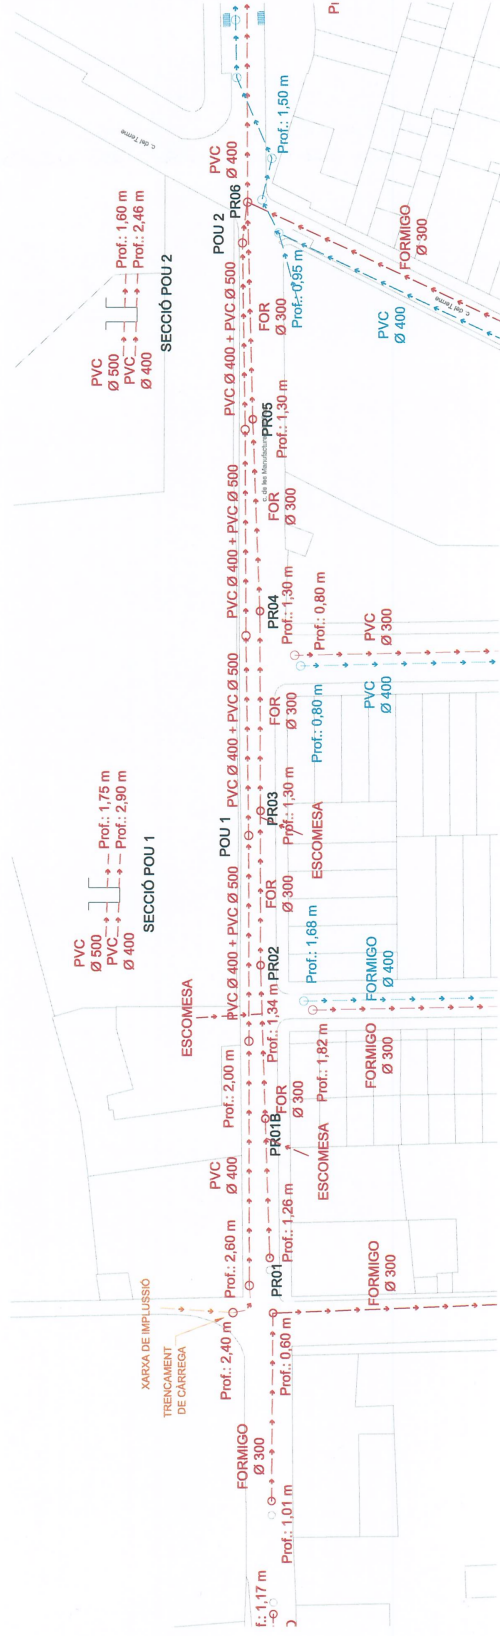 c. del Terme
Prof.: 1,50 m
PVC
Ø 400
PR06
POU 2
Prof.: 1,60 m
Prof.: 2,46 m
PVC
Ø 500
PVC
Ø 400
SECCIÓ POU 2
FORMIGO
Ø 300
c. del Terme
PVC
Ø 400
Prof.: 0,95 m
FOR
Ø 300
PVC Ø 400 + PVC Ø 500
PR05
Prof.: 1,30 m
c. de les Manufactures
PVC Ø 400 + PVC Ø 500
FOR
Ø 300
PR04
Prof.: 1,30 m
Prof.: 0,80 m
PVC
Ø 300
PVC
Ø 400
Prof.: 0,80 m
FOR
Ø 300
PVC Ø 400 + PVC Ø 500
PR03
Prof.: 1,30 m
ESCOMESA
POU 1
Prof.: 1,75 m
Prof.: 2,90 m
PVC
Ø 500
PVC
Ø 400
SECCIÓ POU 1
PVC Ø 400 + PVC Ø 500
FOR
Ø 300
PR02
Prof.: 1,34 m
Prof.: 1,68 m
FORMIGO
Ø 400
ESCOMESA
Prof.: 2,00 m
FORMIGO
Ø 300
Prof.: 1,82 m
FOR
Ø 300
PR01B
ESCOMESA
PVC
Ø 400
Prof.: 2,60 m
Prof.: 1,26 m
PR01
FORMIGO
Ø 300
XARXA DE IMPLUSSIÓ
TRENCAMENT
DE CÀRREGA
Prof.: 2,40 m
Prof.: 0,60 m
FORMIGO
Ø 300
Prof.: 1,01 m
f.: 1,17 m